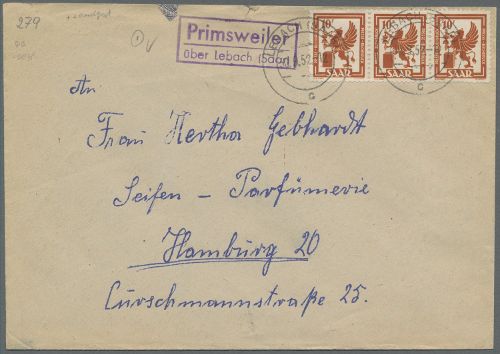 279
Primsweiler
über Lebach (Saar)
10
SAAR
10
SAAR
10
SAAR
c
c
An
Frau Hertha Gebhardt
Seifen – Parfümerie
Hamburg 20
Curschmannstraße 25.